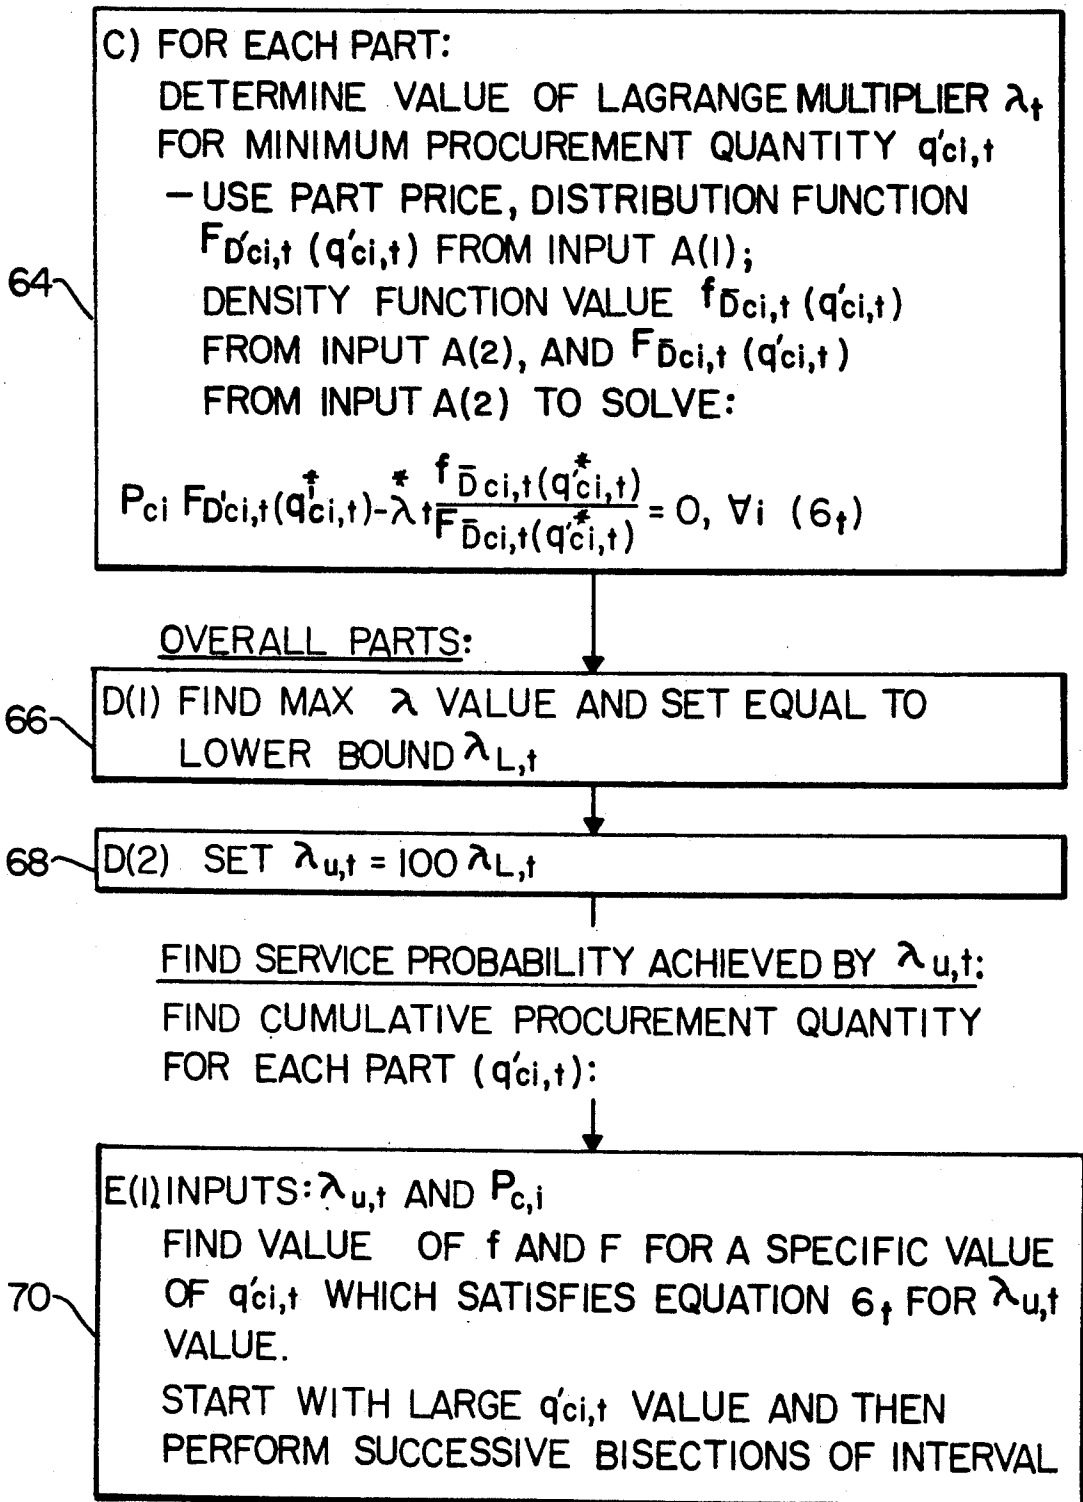 C) FOR EACH PART:
DETERMINE VALUE OF LAGRANGE MULTIPLIER λt
FOR MINIMUM PROCUREMENT QUANTITY q'ci,t
– USE PART PRICE, DISTRIBUTION FUNCTION
FD'ci,t (q'ci,t) FROM INPUT A(1);
64
DENSITY FUNCTION VALUE fD̄ci,t (q'ci,t)
FROM INPUT A(2), AND FD̄ci,t (q'ci,t)
FROM INPUT A(2) TO SOLVE:
Pci FD'ci,t(q'*ci,t)-λ*t fD̄ci,t(q'*ci,t)/FD̄ci,t(q'*ci,t) = 0, ∀i (6t)
OVERALL PARTS:
66
D(1) FIND MAX λ VALUE AND SET EQUAL TO
LOWER BOUND λL,t
68
D(2) SET λu,t = 100 λL,t
FIND SERVICE PROBABILITY ACHIEVED BY λu,t:
FIND CUMULATIVE PROCUREMENT QUANTITY
FOR EACH PART (q'ci,t):
E(1) INPUTS: λu,t AND Pc,i
FIND VALUE OF f AND F FOR A SPECIFIC VALUE
70
OF q'ci,t WHICH SATISFIES EQUATION 6t FOR λu,t
VALUE.
START WITH LARGE q'ci,t VALUE AND THEN
PERFORM SUCCESSIVE BISECTIONS OF INTERVAL